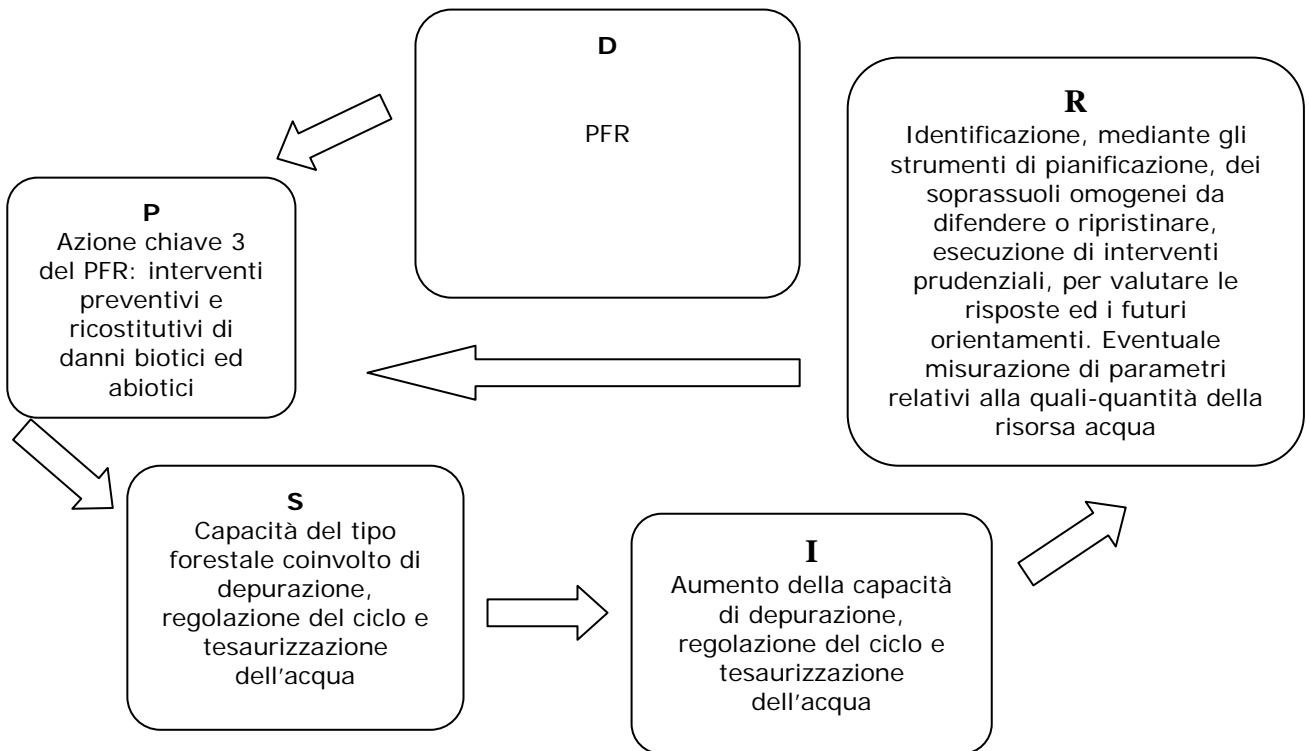 D
PFR
R
Identificazione, mediante gli
strumenti di pianificazione, dei
soprassuoli omogenei da
difendere o ripristinare,
esecuzione di interventi
prudenziali, per valutare le
risposte ed i futuri
orientamenti. Eventuale
misurazione di parametri
relativi alla quali-quantità della
risorsa acqua
P
Azione chiave 3
del PFR: interventi
preventivi e
ricostitutivi di
danni biotici ed
abiotici
S
Capacità del tipo
forestale coinvolto di
depurazione,
regolazione del ciclo e
tesaurizzazione
dell'acqua
I
Aumento della capacità
di depurazione,
regolazione del ciclo e
tesaurizzazione
dell'acqua